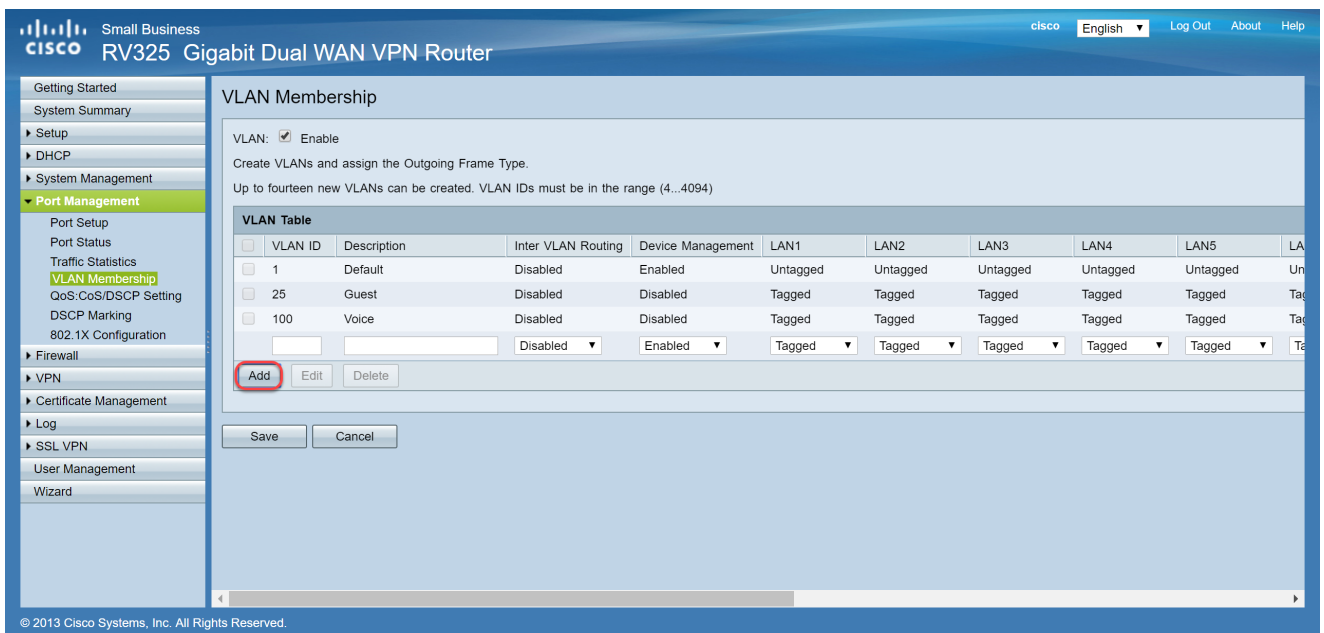 Small Business
CISCO RV325 Gigabit Dual WAN VPN Router
cisco English Log Out About Help
Getting Started
System Summary
Setup
DHCP
System Management
Port Management
Port Setup
Port Status
Traffic Statistics
VLAN Membership
QoS:CoS/DSCP Setting
DSCP Marking
802.1X Configuration
Firewall
VPN
Certificate Management
Log
SSL VPN
User Management
Wizard
VLAN Membership
VLAN: Enable
Create VLANs and assign the Outgoing Frame Type.
Up to fourteen new VLANs can be created. VLAN IDs must be in the range (4...4094)
VLAN Table
VLAN ID Description Inter VLAN Routing Device Management LAN1 LAN2 LAN3 LAN4 LAN5 LA
1 Default Disabled Enabled Untagged Untagged Untagged Untagged Untagged Un
25 Guest Disabled Disabled Tagged Tagged Tagged Tagged Tagged Tag
100 Voice Disabled Disabled Tagged Tagged Tagged Tagged Tagged Tag
Disabled Enabled Tagged Tagged Tagged Tagged Tagged Ta
Add Edit Delete
Save Cancel
© 2013 Cisco Systems, Inc. All Rights Reserved.